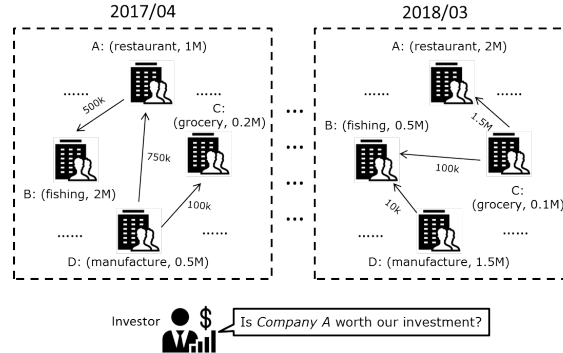 2017/04
2018/03
A: (restaurant, 1M)
A: (restaurant, 2M)
......
......
......
......
500k
C:
(grocery, 0.2M)
...
B: (fishing, 0.5M)
1.5M
750k
...
100k
B: (fishing, 2M)
100k
...
10k
C:
(grocery, 0.1M)
......
......
...
......
......
D: (manufacture, 0.5M)
D: (manufacture, 1.5M)
Investor
$
Is Company A worth our investment?